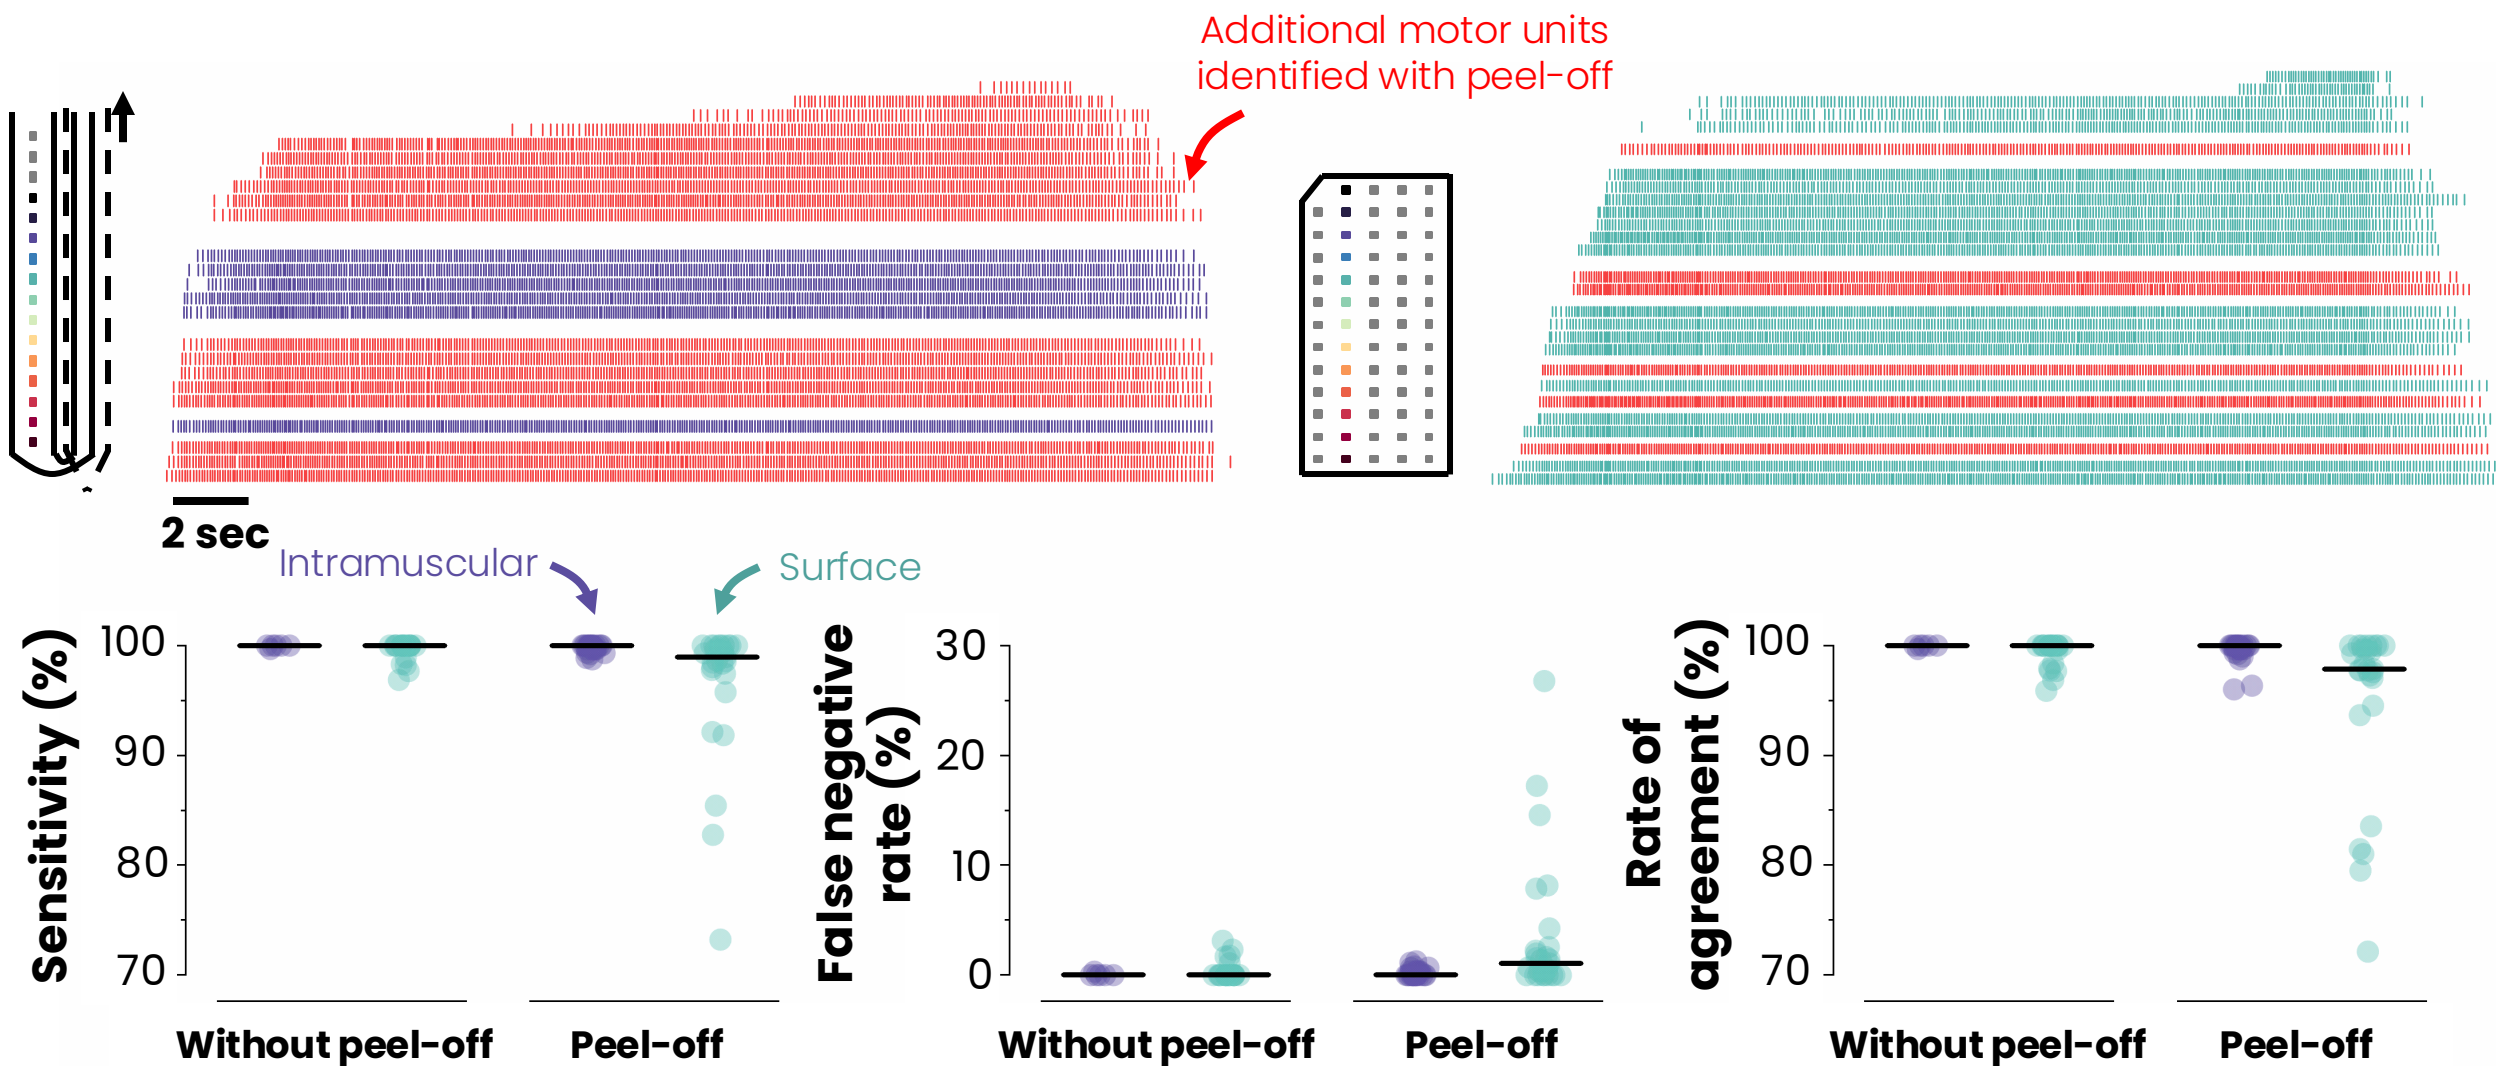 Additional motor units
identified with peel-off
2 sec
Intramuscular
Surface
Sensitivity (%)
100
90
80
70
Without peel-off
Peel-off
False negative
rate (%)
30
20
10
0
Without peel-off
Peel-off
Rate of
agreement (%)
100
90
80
70
Without peel-off
Peel-off